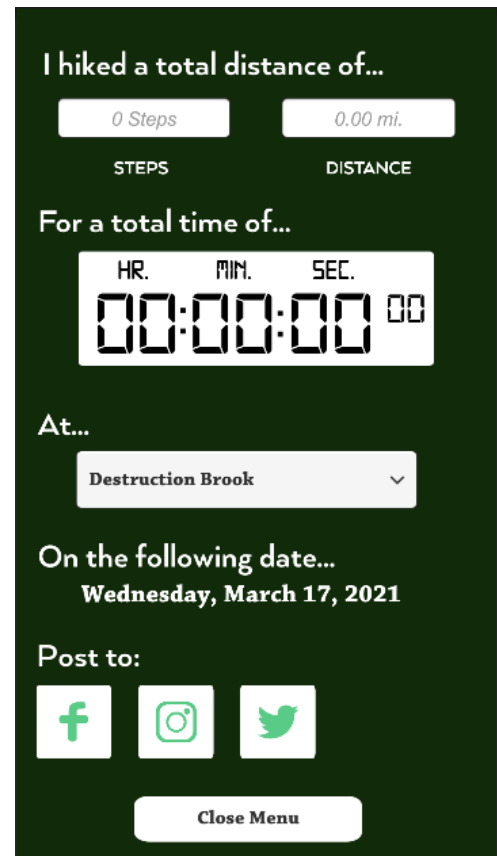 I hiked a total distance of...
0 Steps 0.00 mi.
STEPS DISTANCE
For a total time of...
HR. MIN. SEC.
00:00:00 00
At...
Destruction Brook
On the following date...
Wednesday, March 17, 2021
Post to:
Close Menu